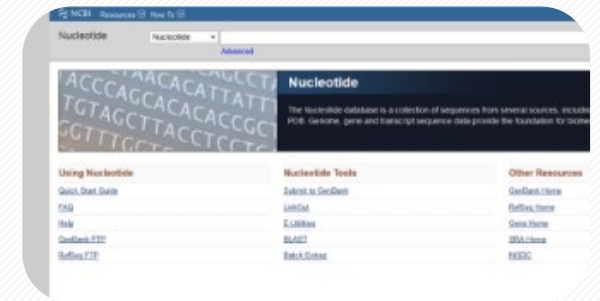 NCBI Resources How To
Nucleotide Nucleotide
Advanced
Nucleotide
The Nucleotide database is a collection of sequences from several sources, includin
PDB. Genome, gene and transcript sequence data provide the foundation for biome
ACCCAGCACACATTATT
TGTAGCTTACCTCC
GGTTTGCT
Using Nucleotide
Quick Start Guide
FAQ
Help
GenBank FTP
RefSeq FTP
Nucleotide Tools
Submit to GenBank
LinkOut
E-Utilities
BLAST
Batch Entrez
Other Resources
GenBank Home
RefSeq Home
Gene Home
SRA Home
INSDC